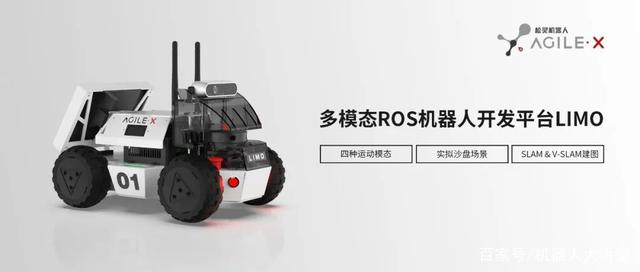 松灵机器人
AGILE·X
AGILE·X
LIMO
01
多模态ROS机器人开发平台LIMO
四种运动模态
实拟沙盘场景
SLAM & V-SLAM建图
百家号/机器人大讲堂